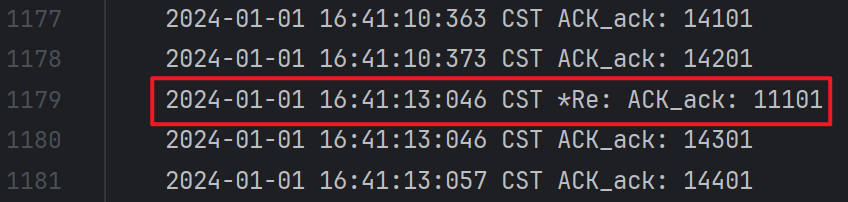 1177 2024-01-01 16:41:10:363 CST ACK_ack: 14101
1178 2024-01-01 16:41:10:373 CST ACK_ack: 14201
1179 2024-01-01 16:41:13:046 CST *Re: ACK_ack: 11101
1180 2024-01-01 16:41:13:046 CST ACK_ack: 14301
1181 2024-01-01 16:41:13:057 CST ACK_ack: 14401